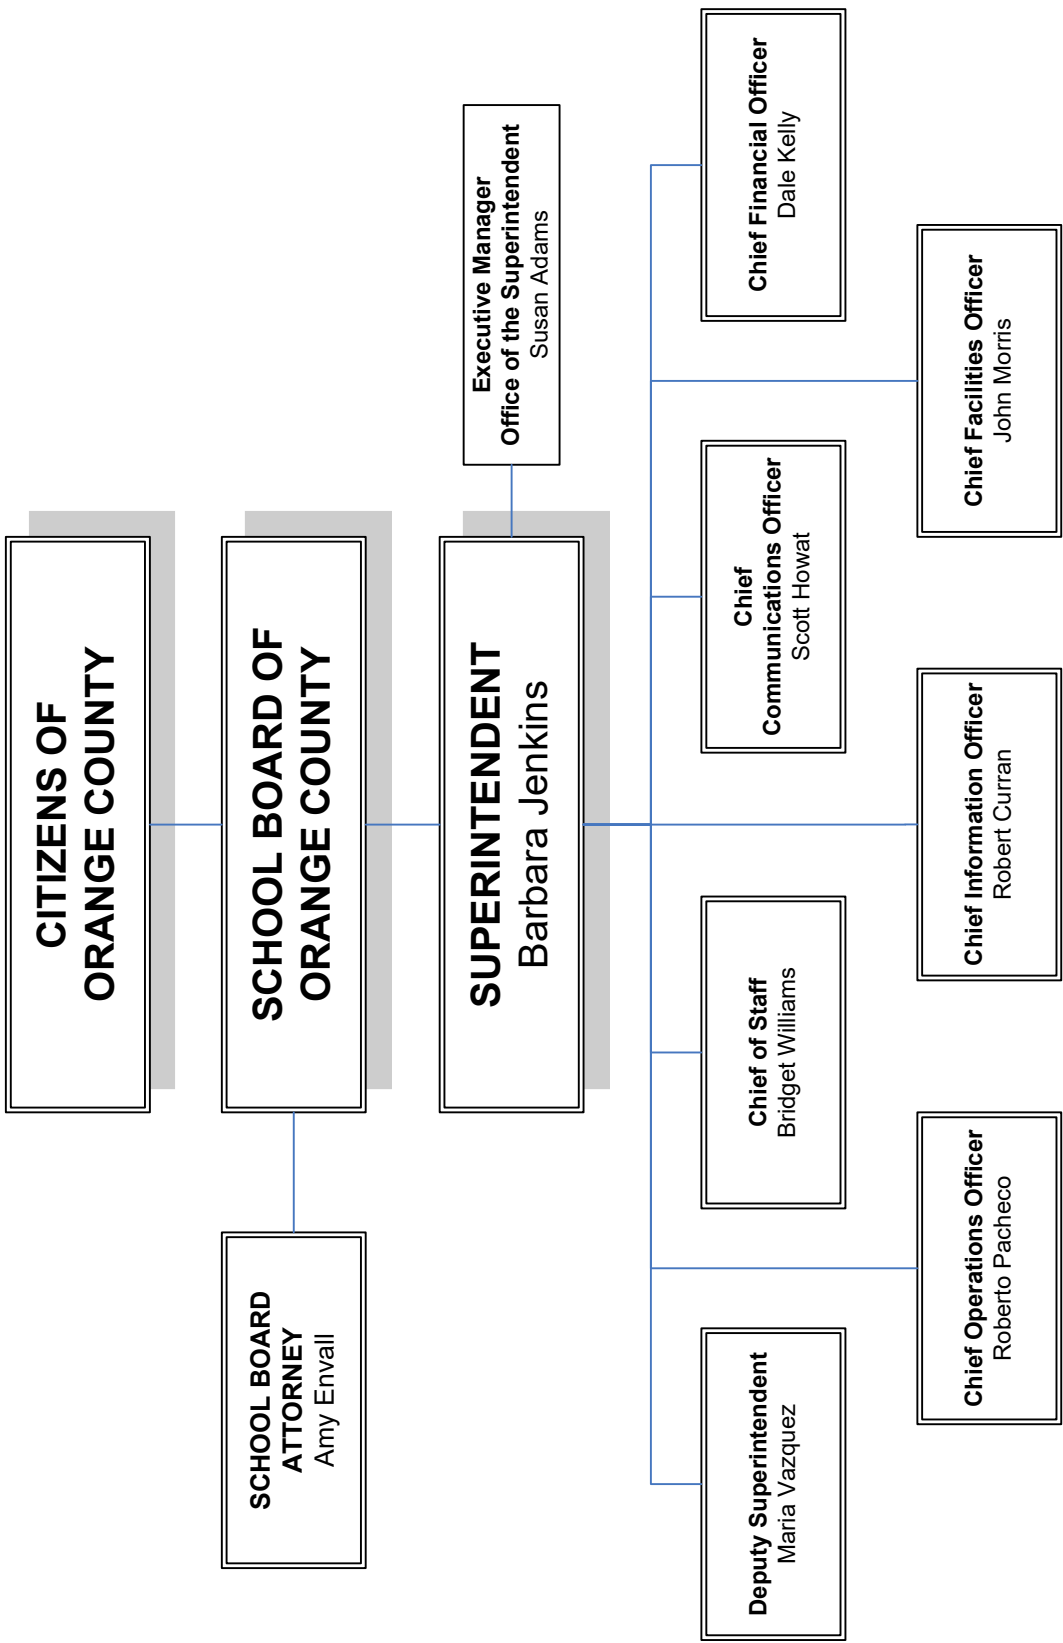 CITIZENS OF
ORANGE COUNTY
SCHOOL BOARD
ATTORNEY
Amy Envall
SCHOOL BOARD OF
ORANGE COUNTY
SUPERINTENDENT
Barbara Jenkins
Executive Manager
Office of the Superintendent
Susan Adams
Deputy Superintendent
Maria Vazquez
Chief of Staff
Bridget Williams
Chief
Communications Officer
Scott Howat
Chief Financial Officer
Dale Kelly
Chief Operations Officer
Roberto Pacheco
Chief Information Officer
Robert Curran
Chief Facilities Officer
John Morris